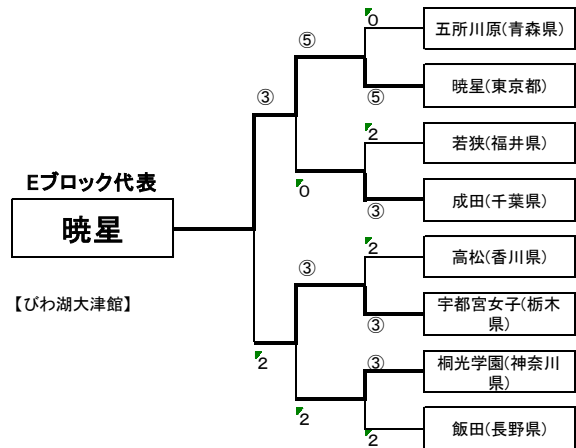 0
五所川原(青森県)
⑤
暁星(東京都)
⑤
③
2
若狭(福井県)
0
成田(千葉県)
③
Eブロック代表
暁星
2
高松(香川県)
③
宇都宮女子(栃木
県)
③
【びわ湖大津館】
③
桐光学園(神奈川
県)
2
2
飯田(長野県)
2